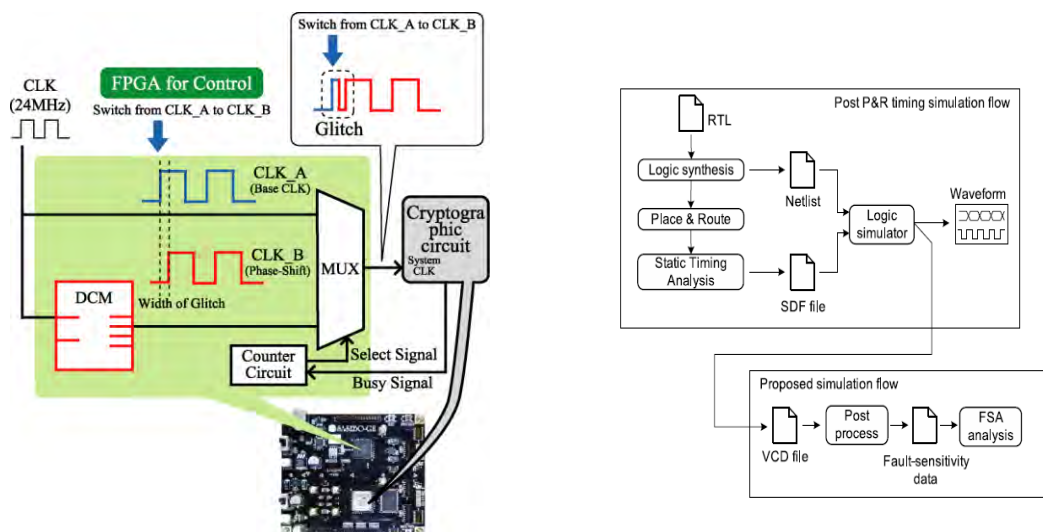 Switch from CLK_A to CLK_B
Glitch
CLK
(24MHz)
FPGA for Control
Switch from CLK_A to CLK_B
CLK_A
(Base CLK)
CLK_B
(Phase-Shift)
MUX
Cryptogra
phic circuit
System
CLK
DCM
Width of Glitch
Counter
Circuit
Select Signal
Busy Signal
SASEBO-GII
Post P&R timing simulation flow
RTL
Logic synthesis
Netlist
Place & Route
Static Timing
Analysis
SDF file
Logic
simulator
Waveform
Proposed simulation flow
VCD file
Post
process
Fault-sensitivity
data
FSA
analysis